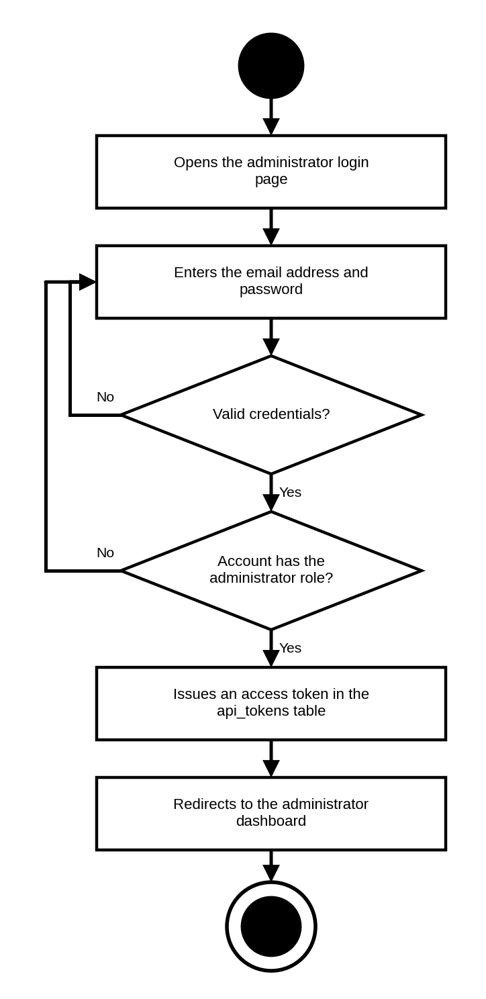 Opens the administrator login
page
Enters the email address and
password
No
Valid credentials?
Yes
No
Account has the
administrator role?
Yes
Issues an access token in the
api_tokens table
Redirects to the administrator
dashboard